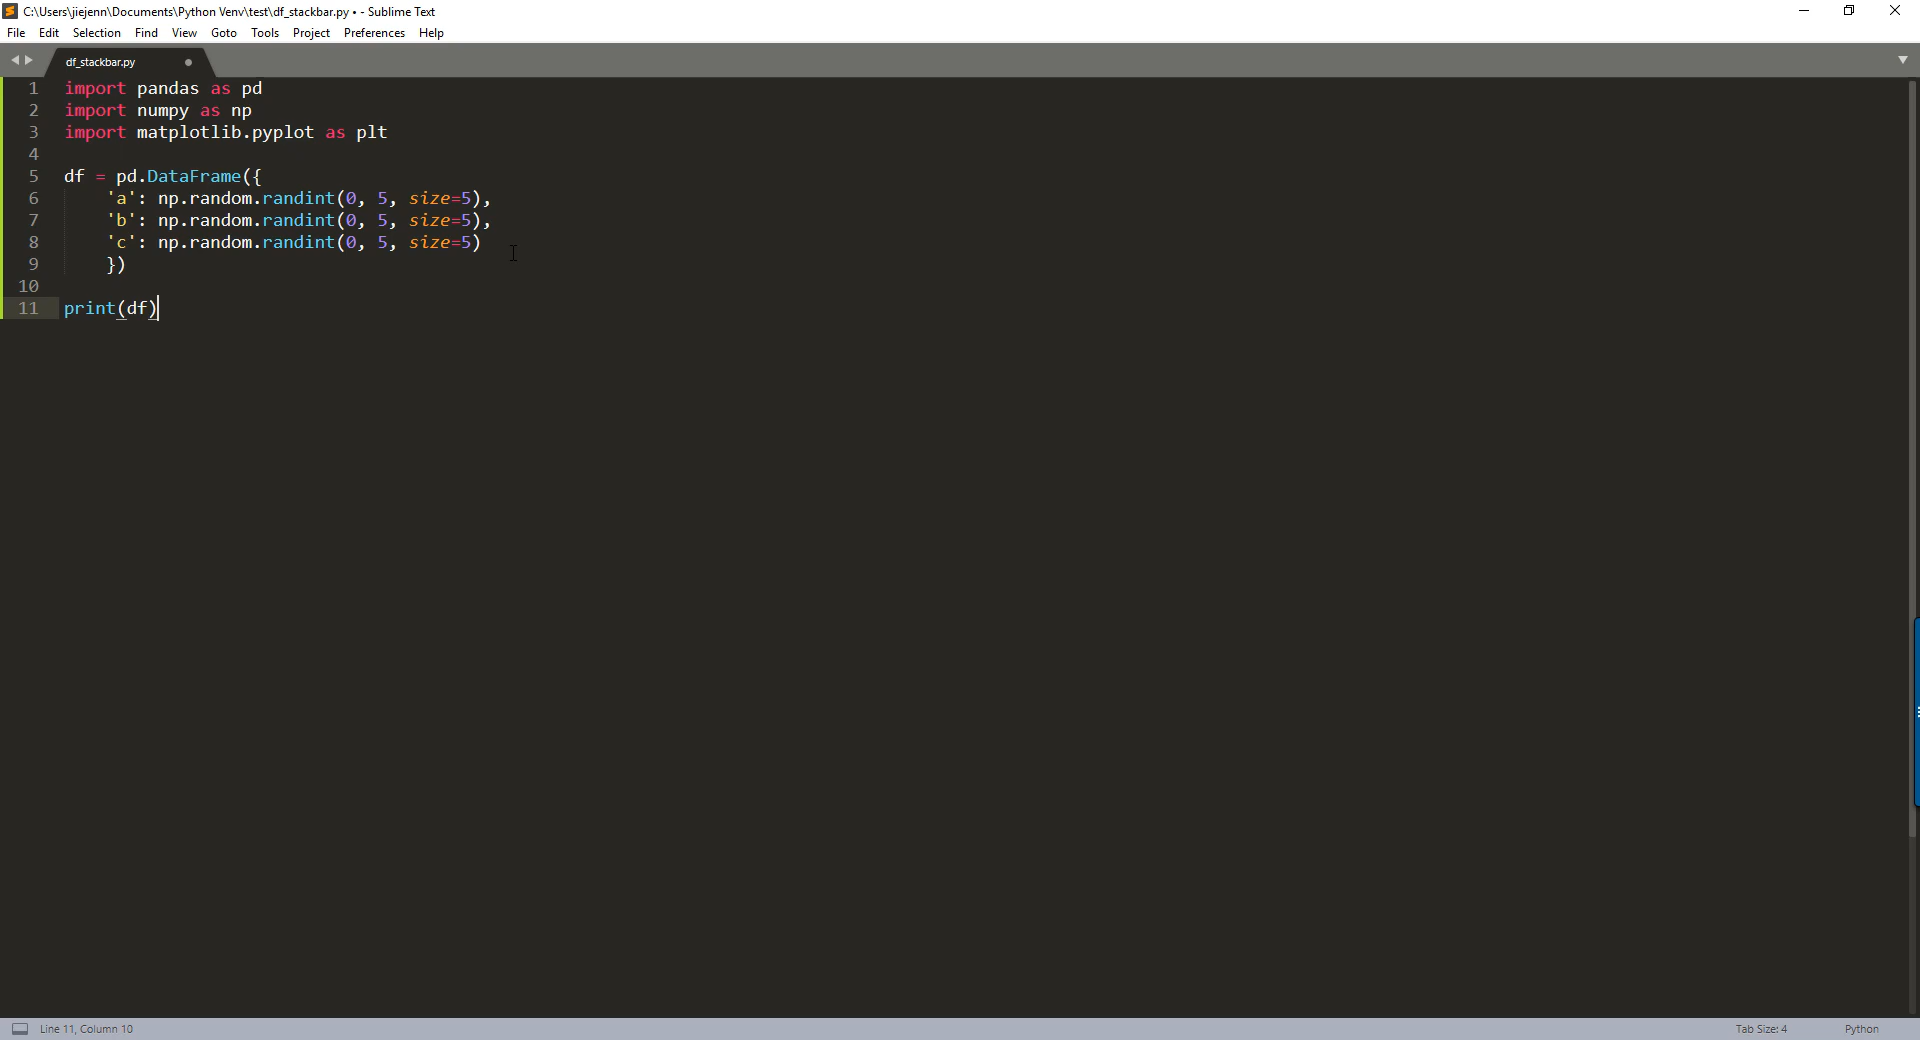 C:\Users\jiejenn\Documents\Python Venv\test\df_stackbar.py • - Sublime Text
File Edit Selection Find View Goto Tools Project Preferences Help
df_stackbar.py
1 import pandas as pd
2 import numpy as np
3 import matplotlib.pyplot as plt
4
5 df = pd.DataFrame({
6     'a': np.random.randint(0, 5, size=5),
7     'b': np.random.randint(0, 5, size=5),
8     'c': np.random.randint(0, 5, size=5)
9     })
10
11 print(df)
Line 11, Column 10 Tab Size: 4 Python